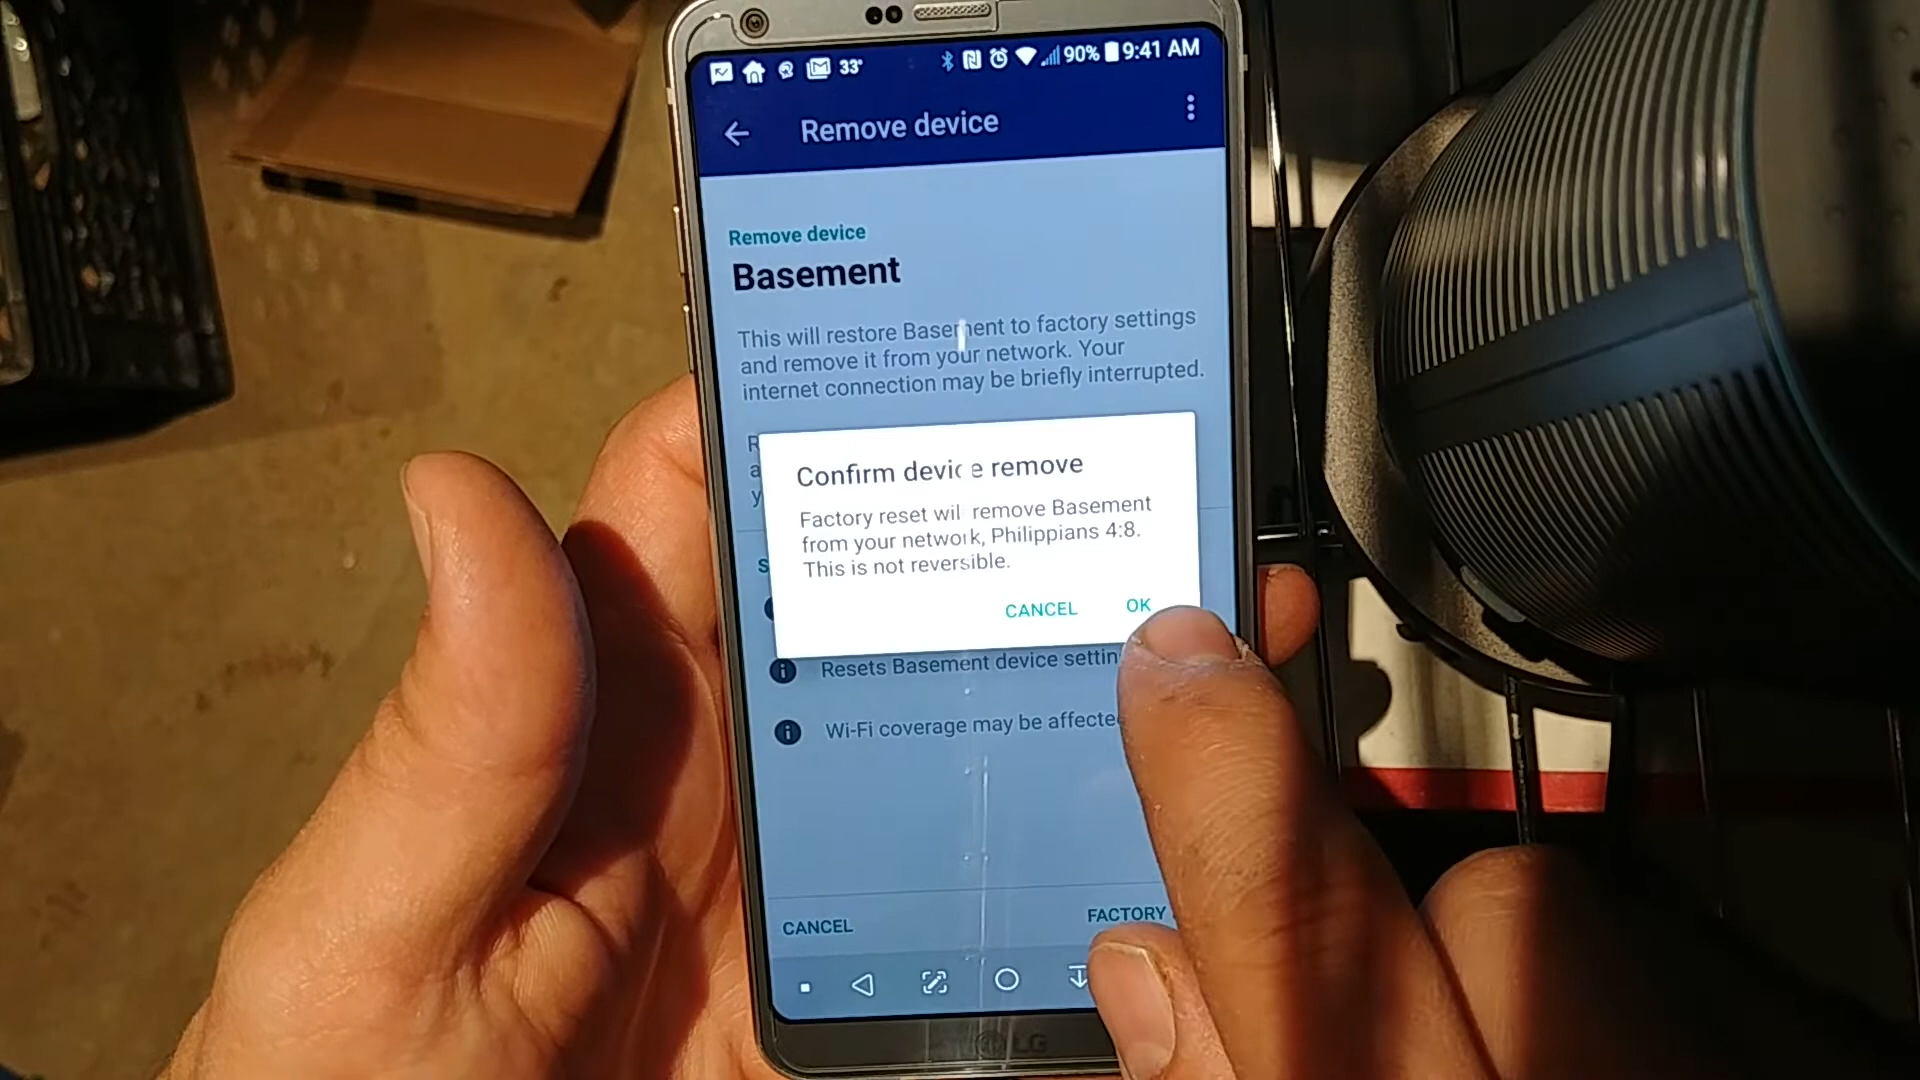 33° 90% 9:41 AM
Remove device
Remove device
Basement
This will restore Basement to factory settings
and remove it from your network. Your
internet connection may be briefly interrupted.
Confirm device remove
Factory reset will remove Basement
from your network, Philippians 4:8.
This is not reversible.
CANCEL OK
Resets Basement device settin
Wi-Fi coverage may be affected
CANCEL FACTORY
LG